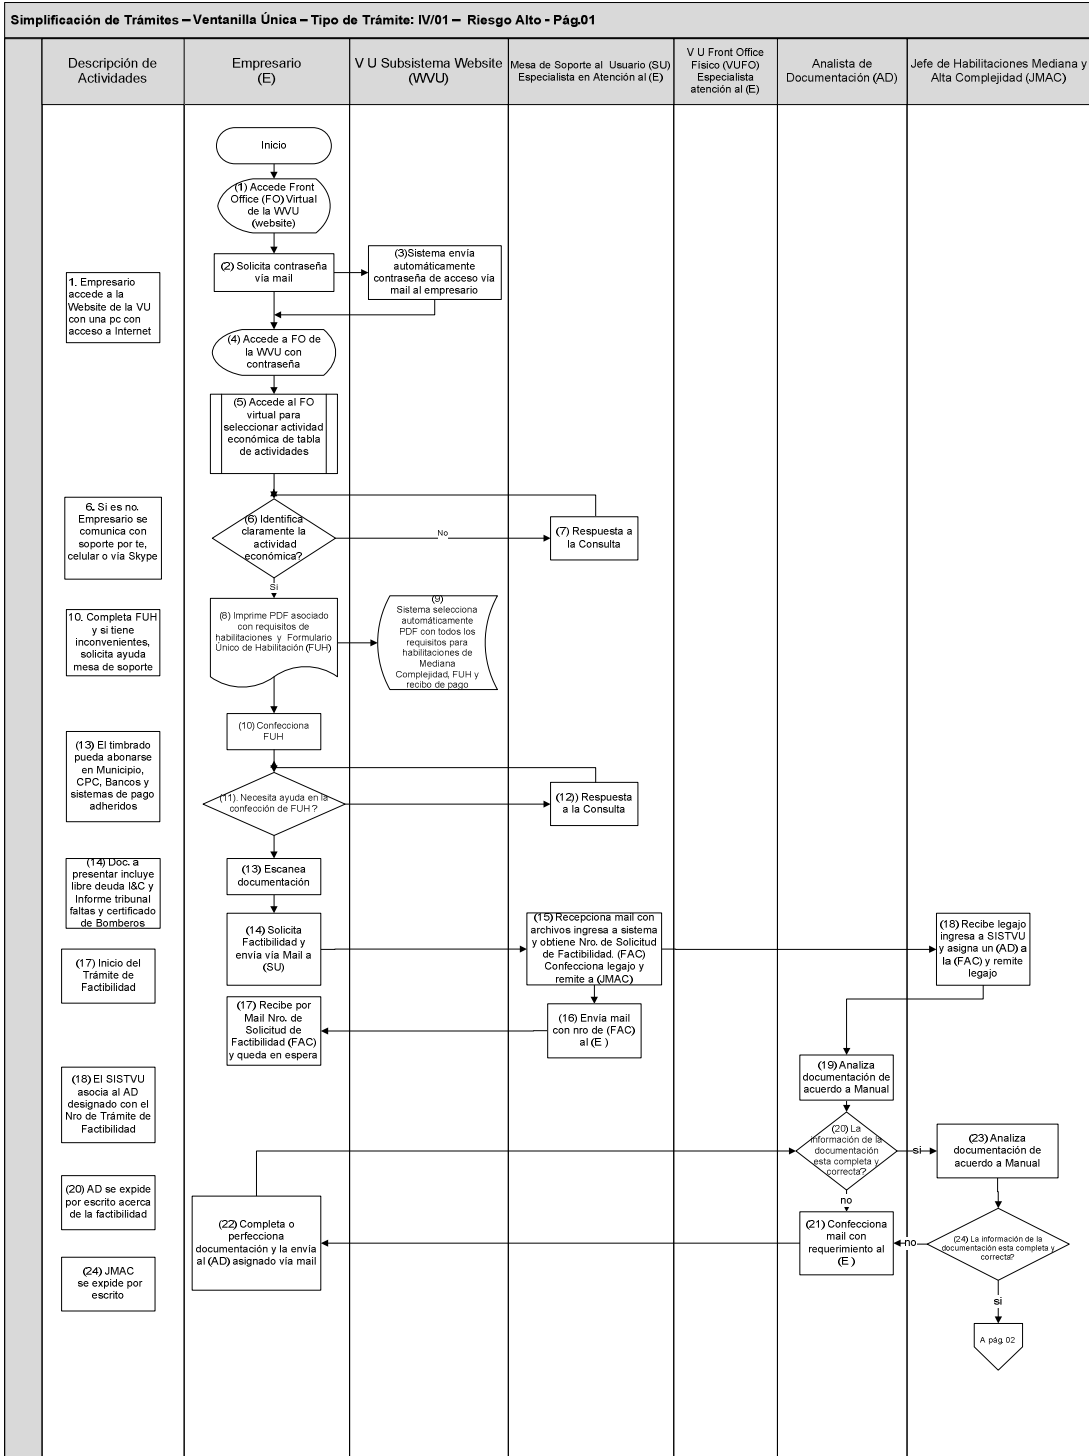 Simplificación de Trámites – Ventanilla Única – Tipo de Trámite: IV/01 – Riesgo Alto - Pág.01
Descripción de
Actividades
Empresario
(E)
V U Subsistema Website
(WVU)
Mesa de Soporte al Usuario (SU)
Especialista en Atención al (E)
V U Front Office
Físico (VUFO)
Especialista
atención al (E)
Analista de
Documentación (AD)
Jefe de Habilitaciones Mediana y
Alta Complejidad (JMAC)
Inicio
(1) Accede Front
Office (FO) Virtual
de la WVU
(website)
(2) Solicita contraseña
vía mail
(3)Sistema envía
automáticamente
contraseña de acceso vía
mail al empresario
1. Empresario
accede a la
Website de la VU
con una pc con
acceso a Internet
(4) Accede a FO de
la WVU con
contraseña
(5) Accede al FO
virtual para
seleccionar actividad
económica de tabla
de actividades
6. Si es no.
Empresario se
comunica con
soporte por te,
celular o vía Skype
(6) Identifica
claramente la
actividad
económica?
No
(7) Respuesta a
la Consulta
Si
(8) Imprime PDF asociado
con requisitos de
habilitaciones y Formulario
Único de Habilitación (FUH)
(9)
Sistema selecciona
automáticamente
PDF con todos los
requisitos para
habilitaciones de
Mediana
Complejidad, FUH y
recibo de pago
10. Completa FUH
y si tiene
inconvenientes,
solicita ayuda
mesa de soporte
(10) Confecciona
FUH
(13) El timbrado
pueda abonarse
en Municipio,
CPC, Bancos y
sistemas de pago
adheridos
(11). Necesita ayuda en la
confección de FUH ?
(12)) Respuesta
a la Consulta
(14) Doc. a
presentar incluye
libre deuda I&C y
Informe tribunal
faltas y certificado
de Bomberos
(13) Escanea
documentación
(14) Solicita
Factibilidad y
envía vía Mail a
(SU)
(15) Recepciona mail con
archivos ingresa a sistema
y obtiene Nro. de Solicitud
de Factibilidad. (FAC)
Confecciona legajo y
remite a (JMAC)
(18) Recibe legajo
ingresa a SISTVU
y asigna un (AD) a
la (FAC) y remite
legajo
(17) Inicio del
Trámite de
Factibilidad
(17) Recibe por
Mail Nro. de
Solicitud de
Factibilidad (FAC)
y queda en espera
(16) Envía mail
con nro de (FAC)
al (E )
(18) El SISTVU
asocia al AD
designado con el
Nro de Trámite de
Factibilidad
(19) Analiza
documentación de
acuerdo a Manual
(20) La
información de la
documentación
esta completa y
correcta?
si
(23) Analiza
documentación de
acuerdo a Manual
(20) AD se expide
por escrito acerca
de la factibilidad
no
(22) Completa o
perfecciona
documentación y la envía
al (AD) asignado vía mail
(21) Confecciona
mail con
requerimiento al
(E )
no
(24) La información de la
documentación esta completa y
correcta?
(24) JMAC
se expide por
escrito
si
A pág. 02